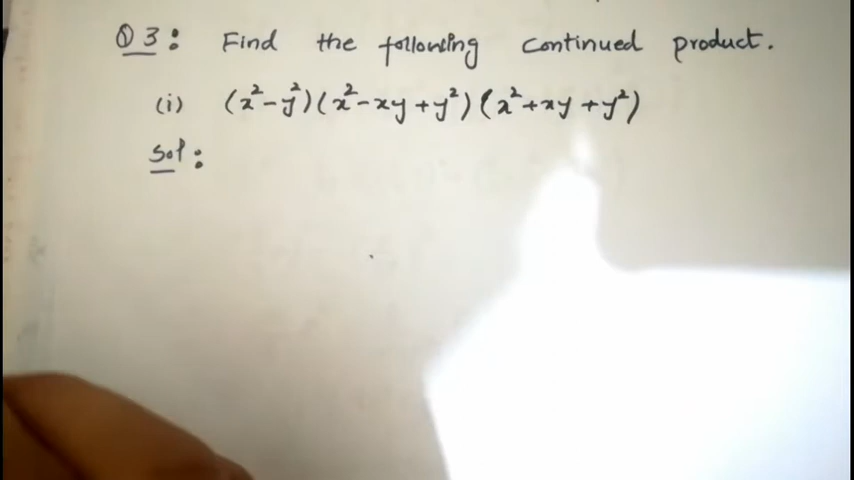 Q3: Find the following continued product.
(i) (x²-y²)(x²-xy+y²)(x²+xy+y²)
Sol: